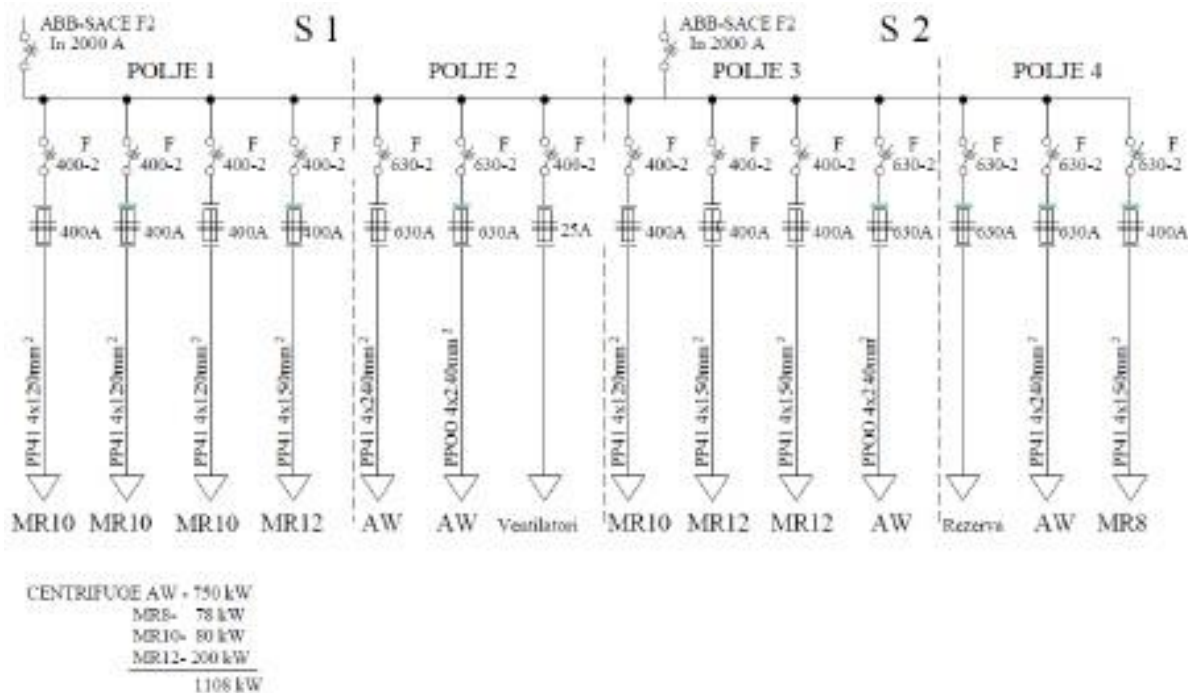 ABB-SACE F2
In 2000 A
S 1
ABB-SACE F2
In 2000 A
S 2
POLJE 1
POLJE 2
POLJE 3
POLJE 4
F F F F F F F F F F F F F F
400-2 400-2 400-2 400-2 630-2 630-2 400-2 400-2 400-2 400-2 630-2 630-2 630-2 630-2
400A 400A 400A 400A 630A 630A 25A 400A 400A 400A 630A 630A 630A 400A
PP41 4x120mm²
PP41 4x120mm²
PP41 4x120mm²
PP41 4x150mm²
PP41 4x240mm²
PPOO 4x240mm²
PP41 4x120mm²
PP41 4x150mm²
PP41 4x150mm²
PPOO 4x240mm²
PP41 4x240mm²
PP41 4x150mm²
MR10 MR10 MR10 MR12 AW AW Ventilatori MR10 MR12 MR12 AW Rezerva AW MR8
CENTRIFUGE AW - 750 kW
MR8- 78 kW
MR10- 80 kW
MR12- 200 kW
1108 kW